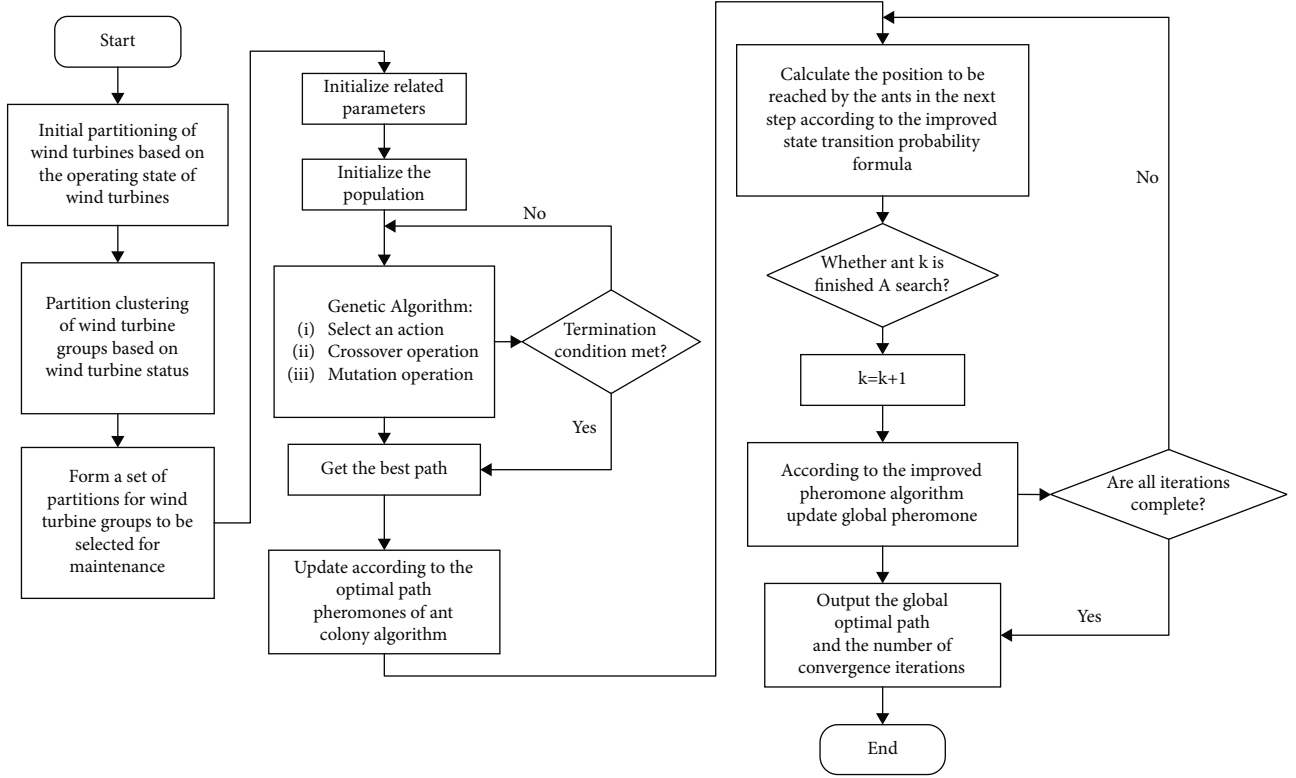 Start
Initial partitioning of
wind turbines based on
the operating state of
wind turbines
Partition clustering
of wind turbine
groups based on
wind turbine status
Form a set of
partitions for wind
turbine groups to be
selected for
maintenance
Initialize related
parameters
Initialize the
population
No
Genetic Algorithm:
(i) Select an action
(ii) Crossover operation
(iii) Mutation operation
Termination
condition met?
Yes
Get the best path
Update according to the
optimal path
pheromones of ant
colony algorithm
Calculate the position to be
reached by the ants in the next
step according to the improved
state transition probability
formula
No
Whether ant k is
finished A search?
k=k+1
According to the improved
pheromone algorithm
update global pheromone
Are all iterations
complete?
Yes
Output the global
optimal path
and the number of
convergence iterations
End